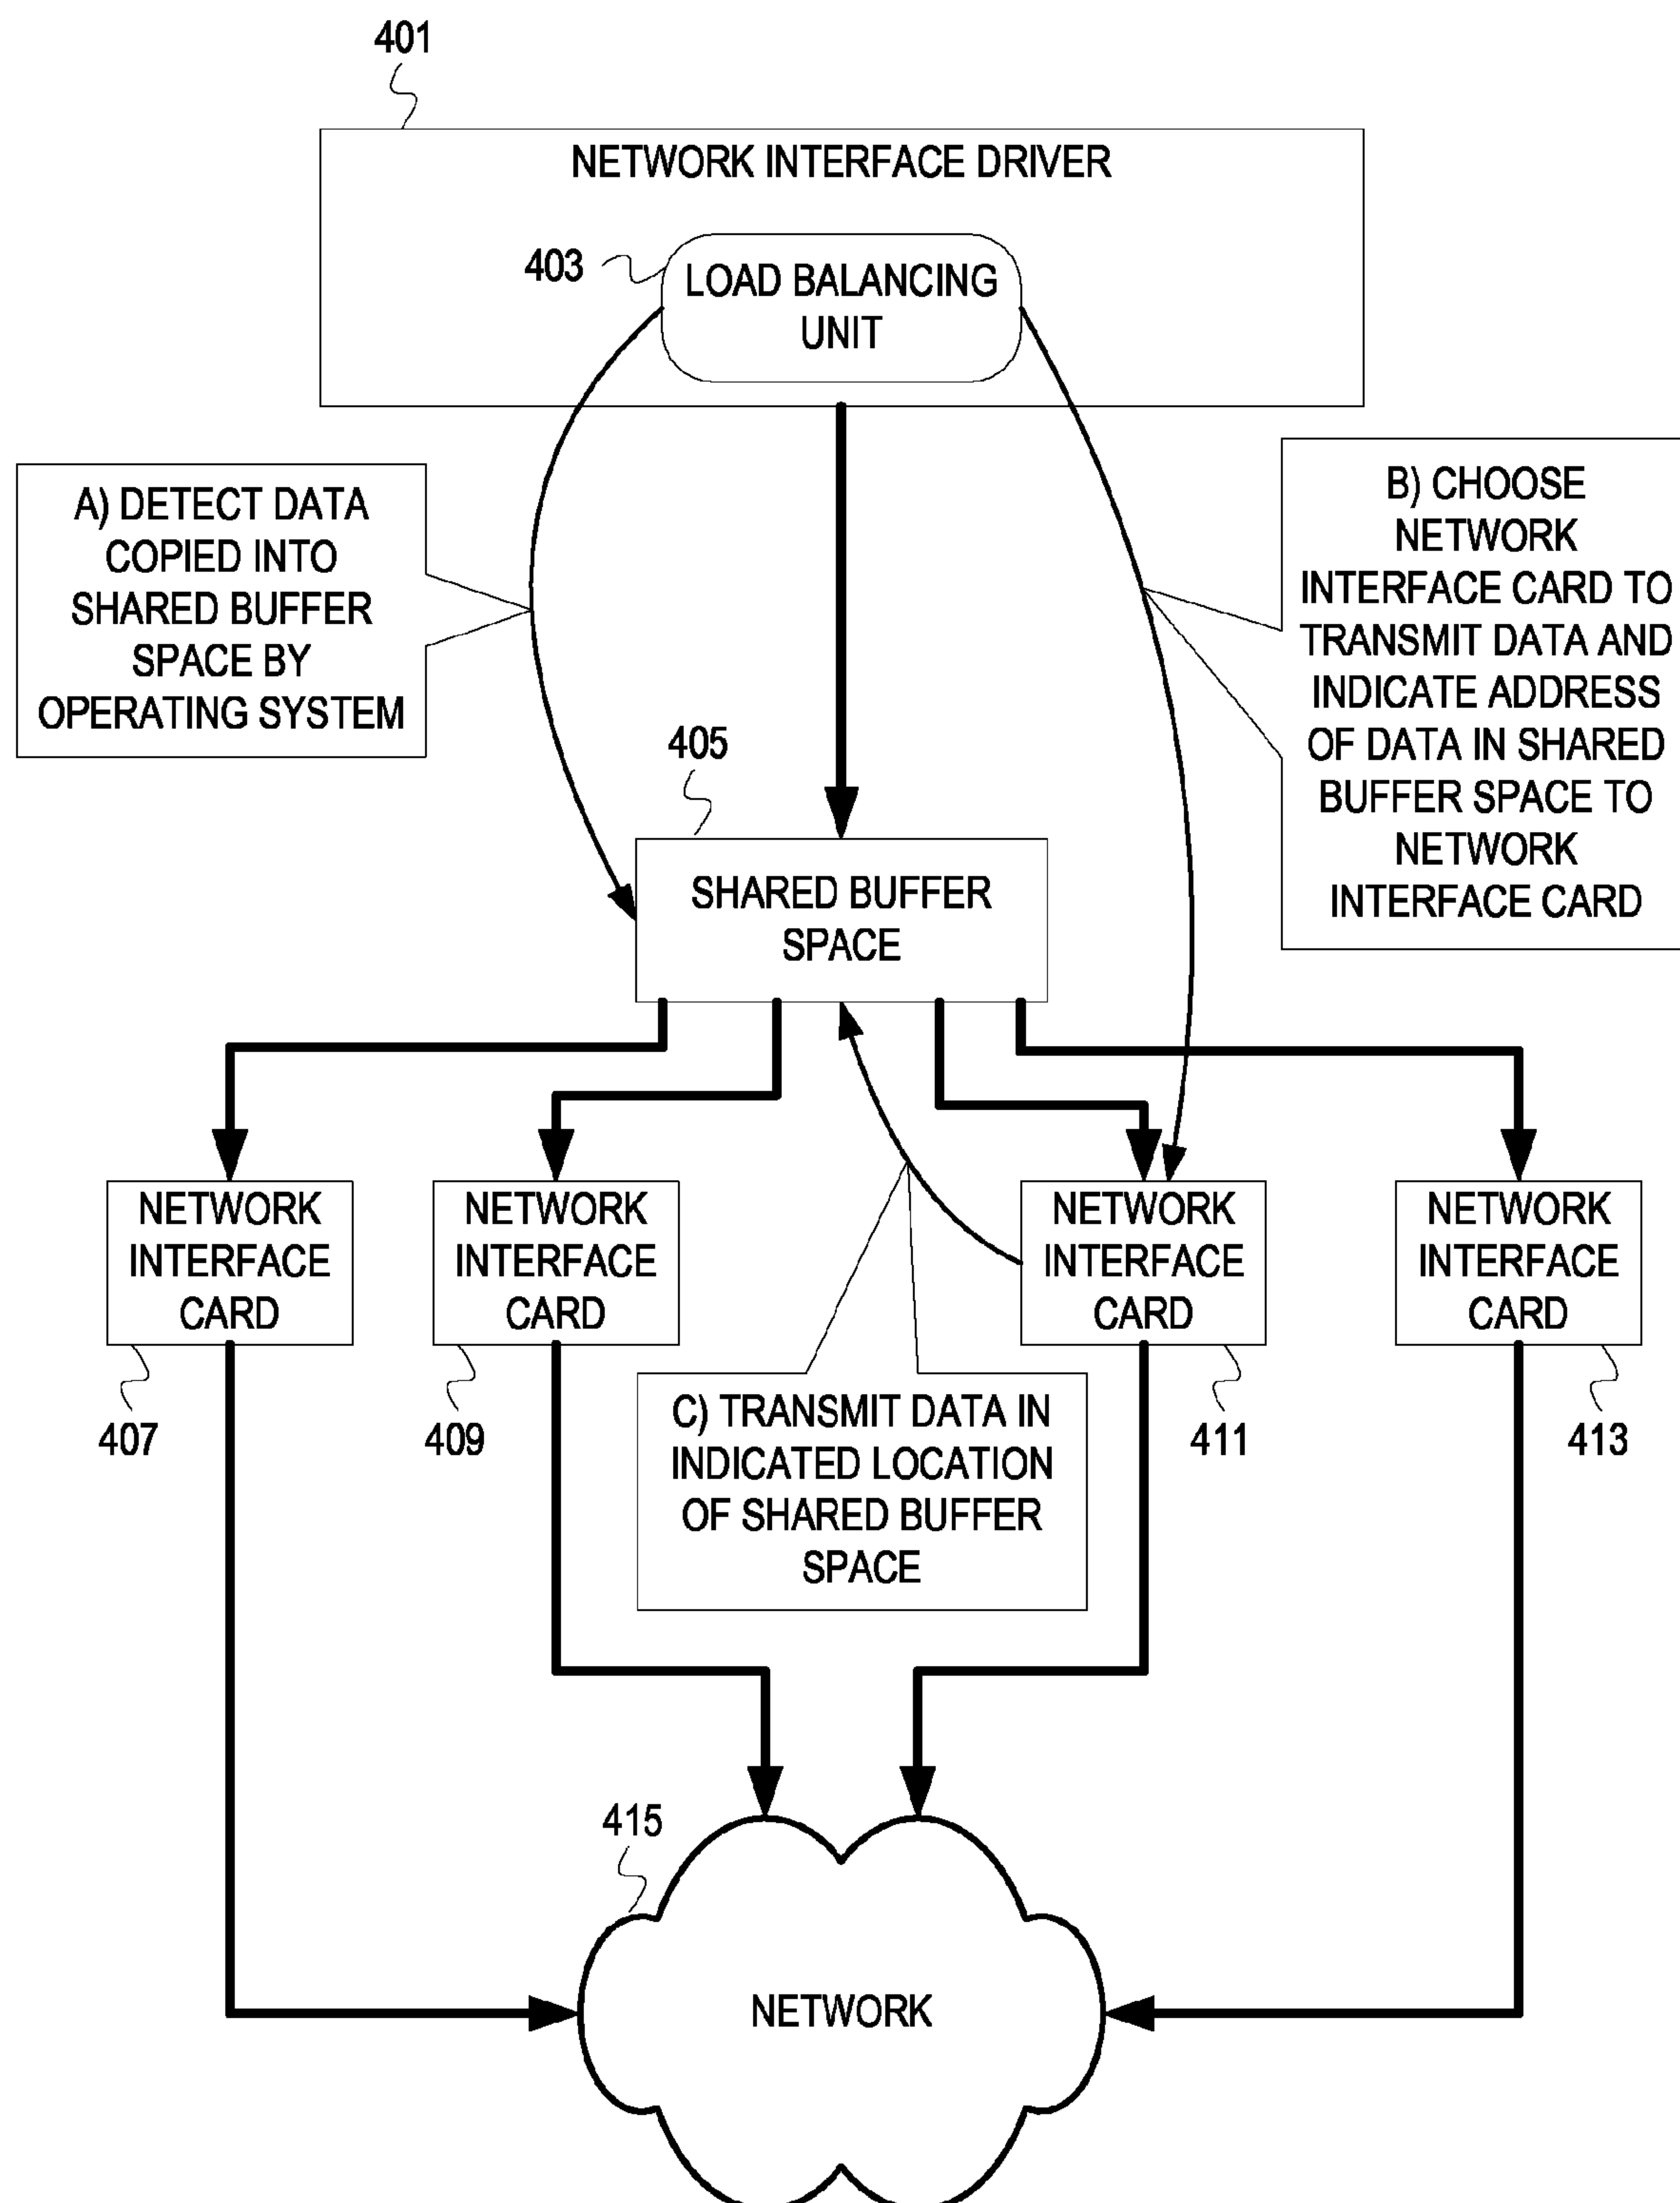 401
NETWORK INTERFACE DRIVER
403
LOAD BALANCING
UNIT
A) DETECT DATA
COPIED INTO
SHARED BUFFER
SPACE BY
OPERATING SYSTEM
B) CHOOSE
NETWORK
INTERFACE CARD TO
TRANSMIT DATA AND
INDICATE ADDRESS
OF DATA IN SHARED
BUFFER SPACE TO
NETWORK
INTERFACE CARD
405
SHARED BUFFER
SPACE
NETWORK
INTERFACE
CARD
407
NETWORK
INTERFACE
CARD
409
NETWORK
INTERFACE
CARD
411
NETWORK
INTERFACE
CARD
413
C) TRANSMIT DATA IN
INDICATED LOCATION
OF SHARED BUFFER
SPACE
415
NETWORK